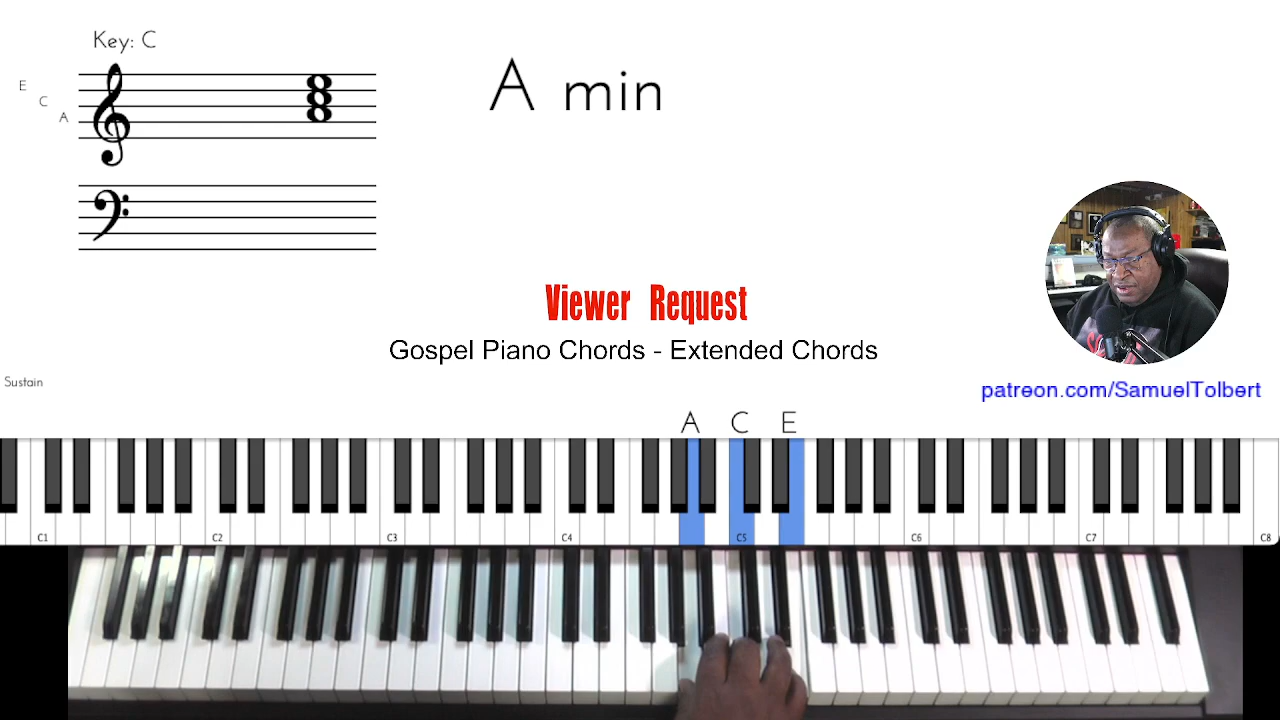 Key: C
E
C
A
A min
Viewer Request
Gospel Piano Chords - Extended Chords
Sustain
patreon.com/SamuelTolbert
A C E
C1 C2 C3 C4 C5 C6 C7 C8